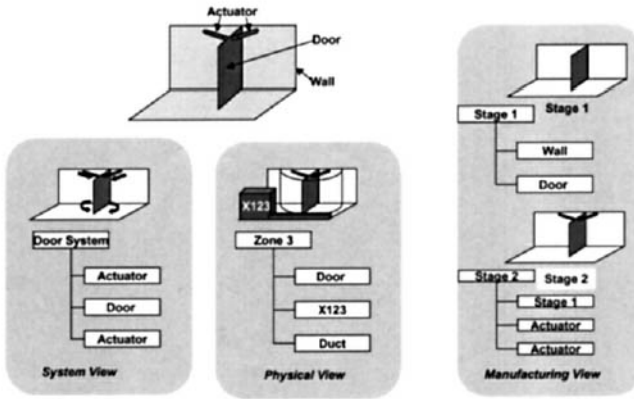 Actuator
Door
Wall
Door System
Actuator
Door
Actuator
System View
X123
Zone 3
Door
X123
Duct
Physical View
Stage 1
Stage 1
Wall
Door
Stage 2
Stage 2
Stage 1
Actuator
Actuator
Manufacturing View